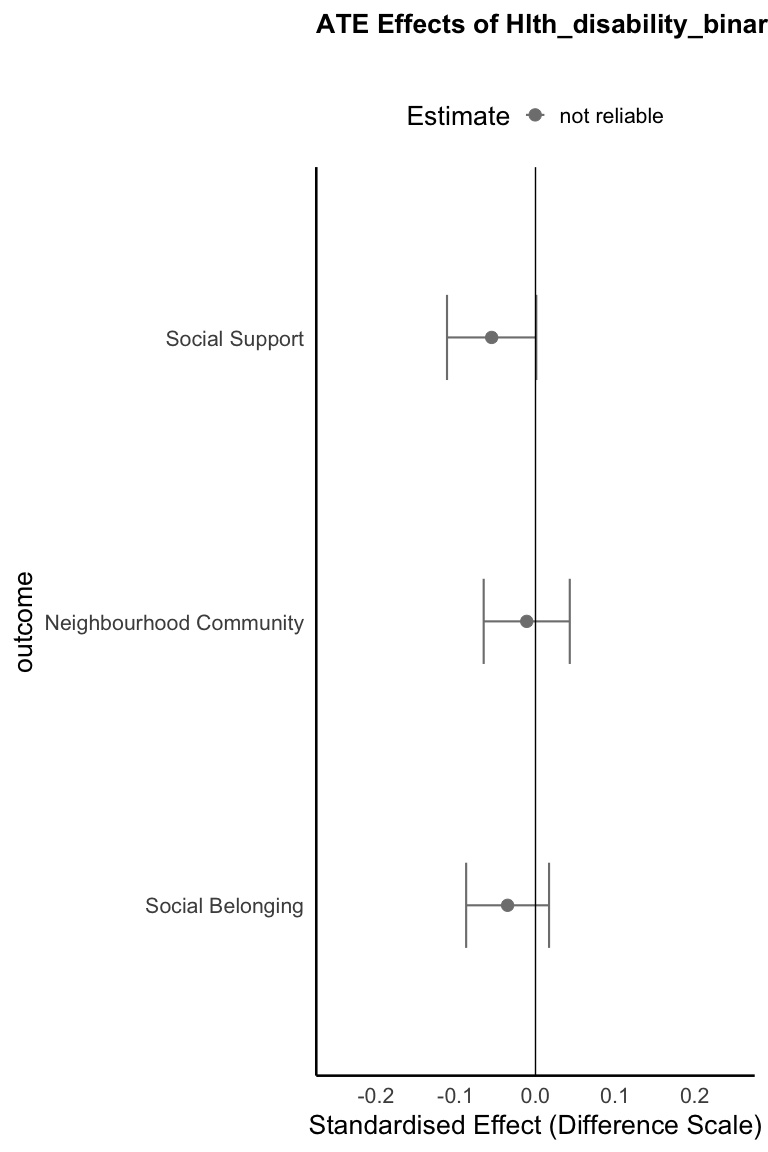 ATE Effects of Hlth_disability_binar
Estimate not reliable
Social Support
Neighbourhood Community
Social Belonging
outcome
-0.2 -0.1 0.0 0.1 0.2
Standardised Effect (Difference Scale)